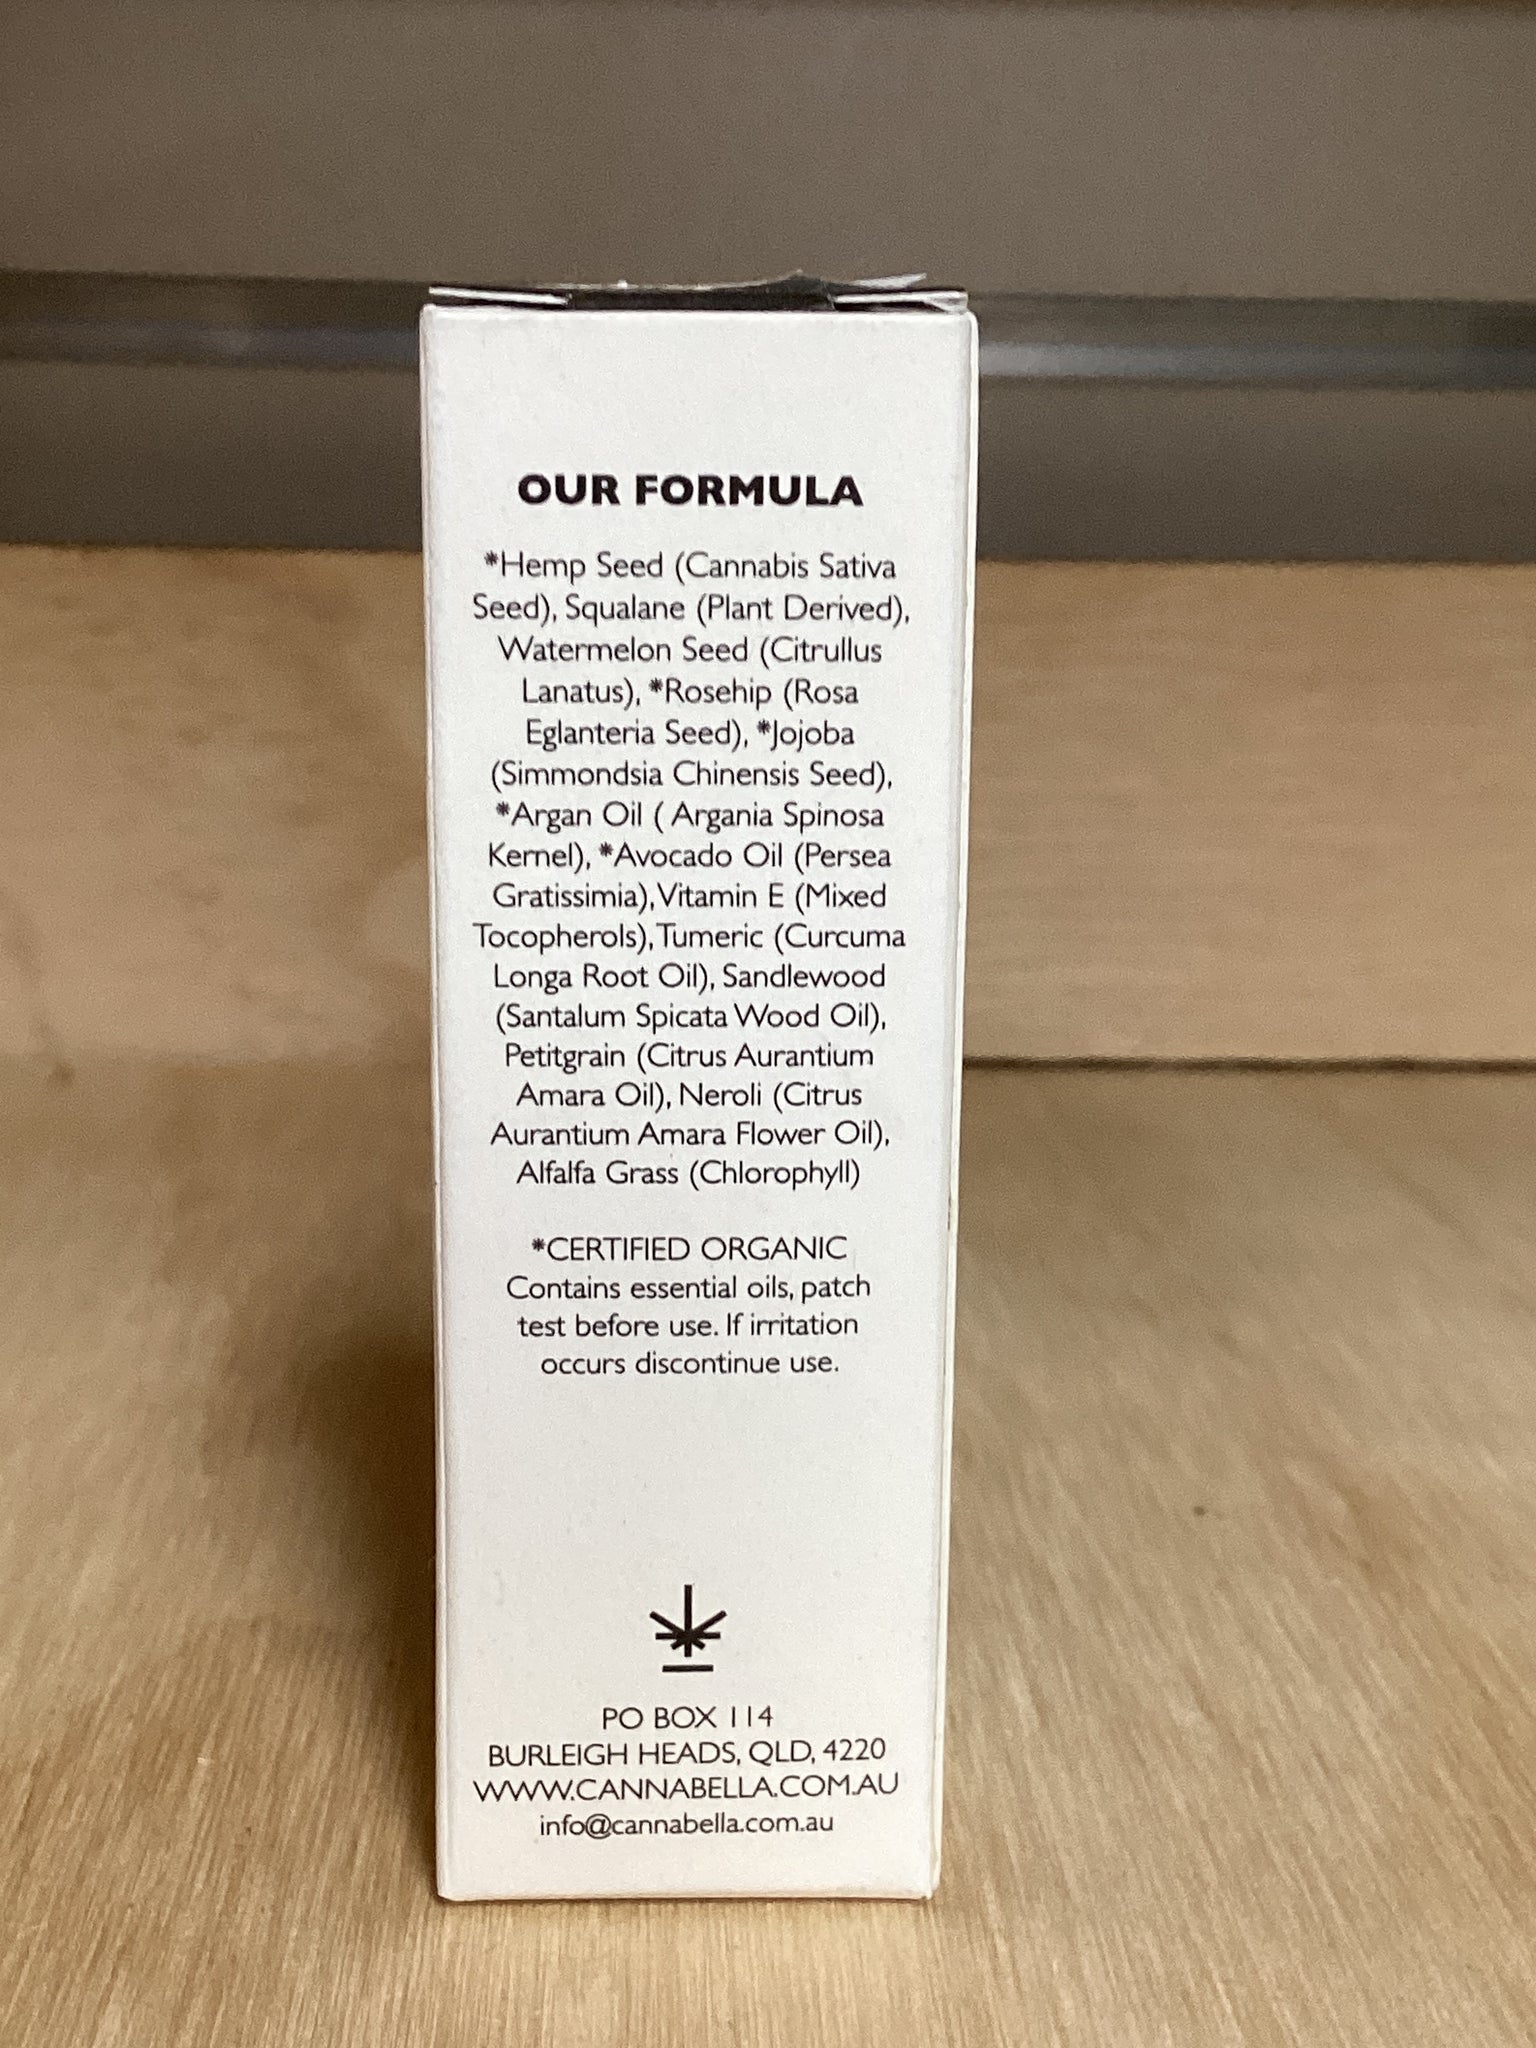 OUR FORMULA
*Hemp Seed (Cannabis Sativa
Seed), Squalane (Plant Derived),
Watermelon Seed (Citrullus
Lanatus), *Rosehip (Rosa
Eglanteria Seed), *Jojoba
(Simmondsia Chinensis Seed),
*Argan Oil ( Argania Spinosa
Kernel), *Avocado Oil (Persea
Gratissimia), Vitamin E (Mixed
Tocopherols), Tumeric (Curcuma
Longa Root Oil), Sandlewood
(Santalum Spicata Wood Oil),
Petitgrain (Citrus Aurantium
Amara Oil), Neroli (Citrus
Aurantium Amara Flower Oil),
Alfalfa Grass (Chlorophyll)
*CERTIFIED ORGANIC
Contains essential oils, patch
test before use. If irritation
occurs discontinue use.
PO BOX 114
BURLEIGH HEADS, QLD, 4220
WWW.CANNABELLA.COM.AU
info@cannabella.com.au